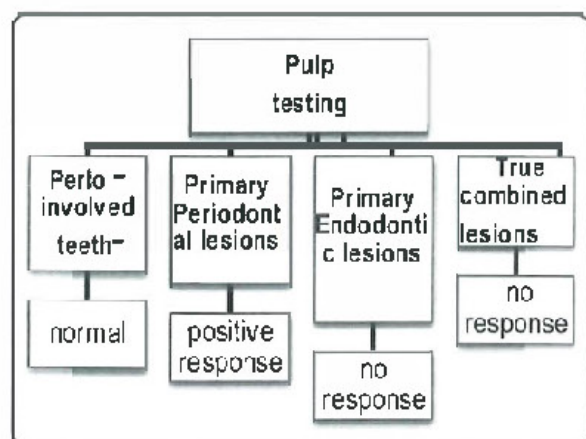 Pulp
testing
Perio -
involved
teeth-
normal
Primary
Periodont
al lesions
positive
response
Primary
Endodonti
c lesions
no
response
True
combined
lesions
no
response